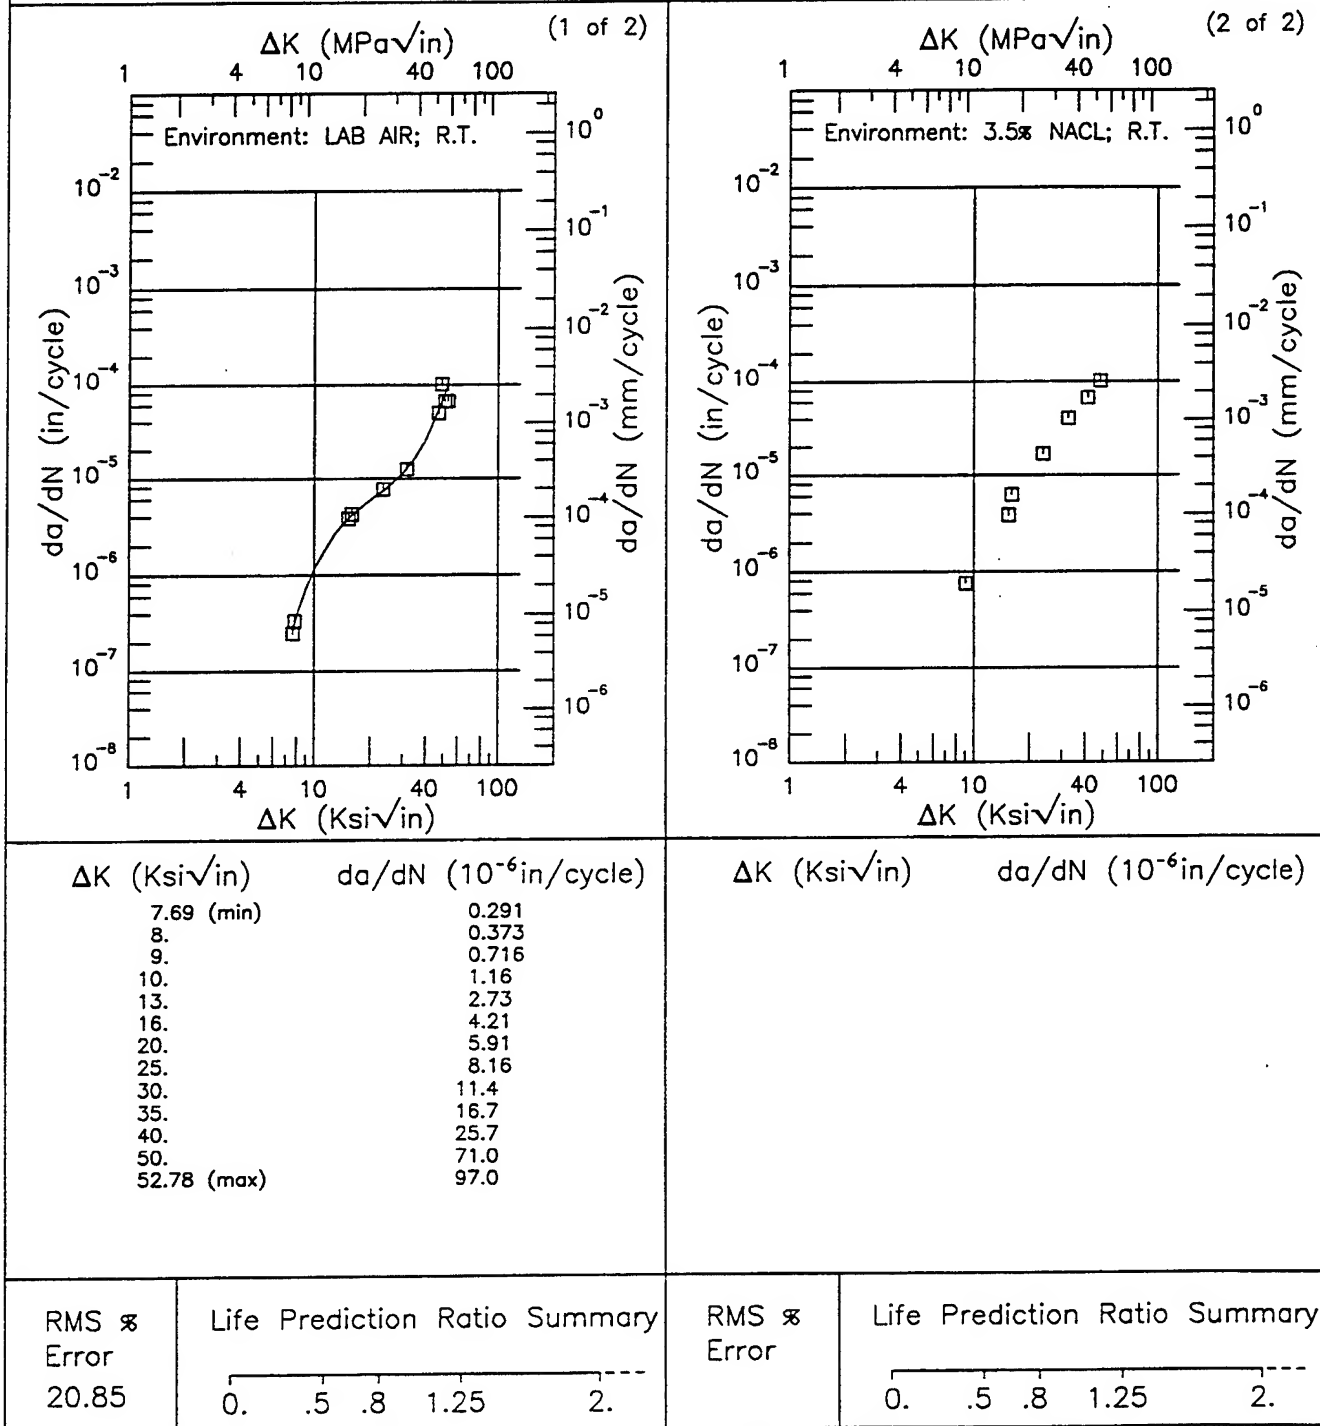 (1 of 2)
ΔK (MPa√in)
1 4 10 40 100
Environment: LAB AIR; R.T.
da/dN (in/cycle)
10⁻²
10⁻³
10⁻⁴
10⁻⁵
10⁻⁶
10⁻⁷
10⁻⁸
da/dN (mm/cycle)
10⁰
10⁻¹
10⁻²
10⁻³
10⁻⁴
10⁻⁵
10⁻⁶
1 4 10 40 100
ΔK (Ksi√in)
(2 of 2)
ΔK (MPa√in)
1 4 10 40 100
Environment: 3.5% NACL; R.T.
da/dN (in/cycle)
10⁻²
10⁻³
10⁻⁴
10⁻⁵
10⁻⁶
10⁻⁷
10⁻⁸
da/dN (mm/cycle)
10⁰
10⁻¹
10⁻²
10⁻³
10⁻⁴
10⁻⁵
10⁻⁶
1 4 10 40 100
ΔK (Ksi√in)
ΔK (Ksi√in) da/dN (10⁻⁶in/cycle)
7.69 (min) 0.291
8. 0.373
9. 0.716
10. 1.16
13. 2.73
16. 4.21
20. 5.91
25. 8.16
30. 11.4
35. 16.7
40. 25.7
50. 71.0
52.78 (max) 97.0
ΔK (Ksi√in) da/dN (10⁻⁶in/cycle)
RMS %
Error
20.85
Life Prediction Ratio Summary
0. .5 .8 1.25 2.
RMS %
Error
Life Prediction Ratio Summary
0. .5 .8 1.25 2.